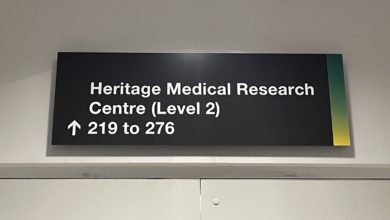 Heritage Medical Research
Centre (Level 2)
↑ 219 to 276